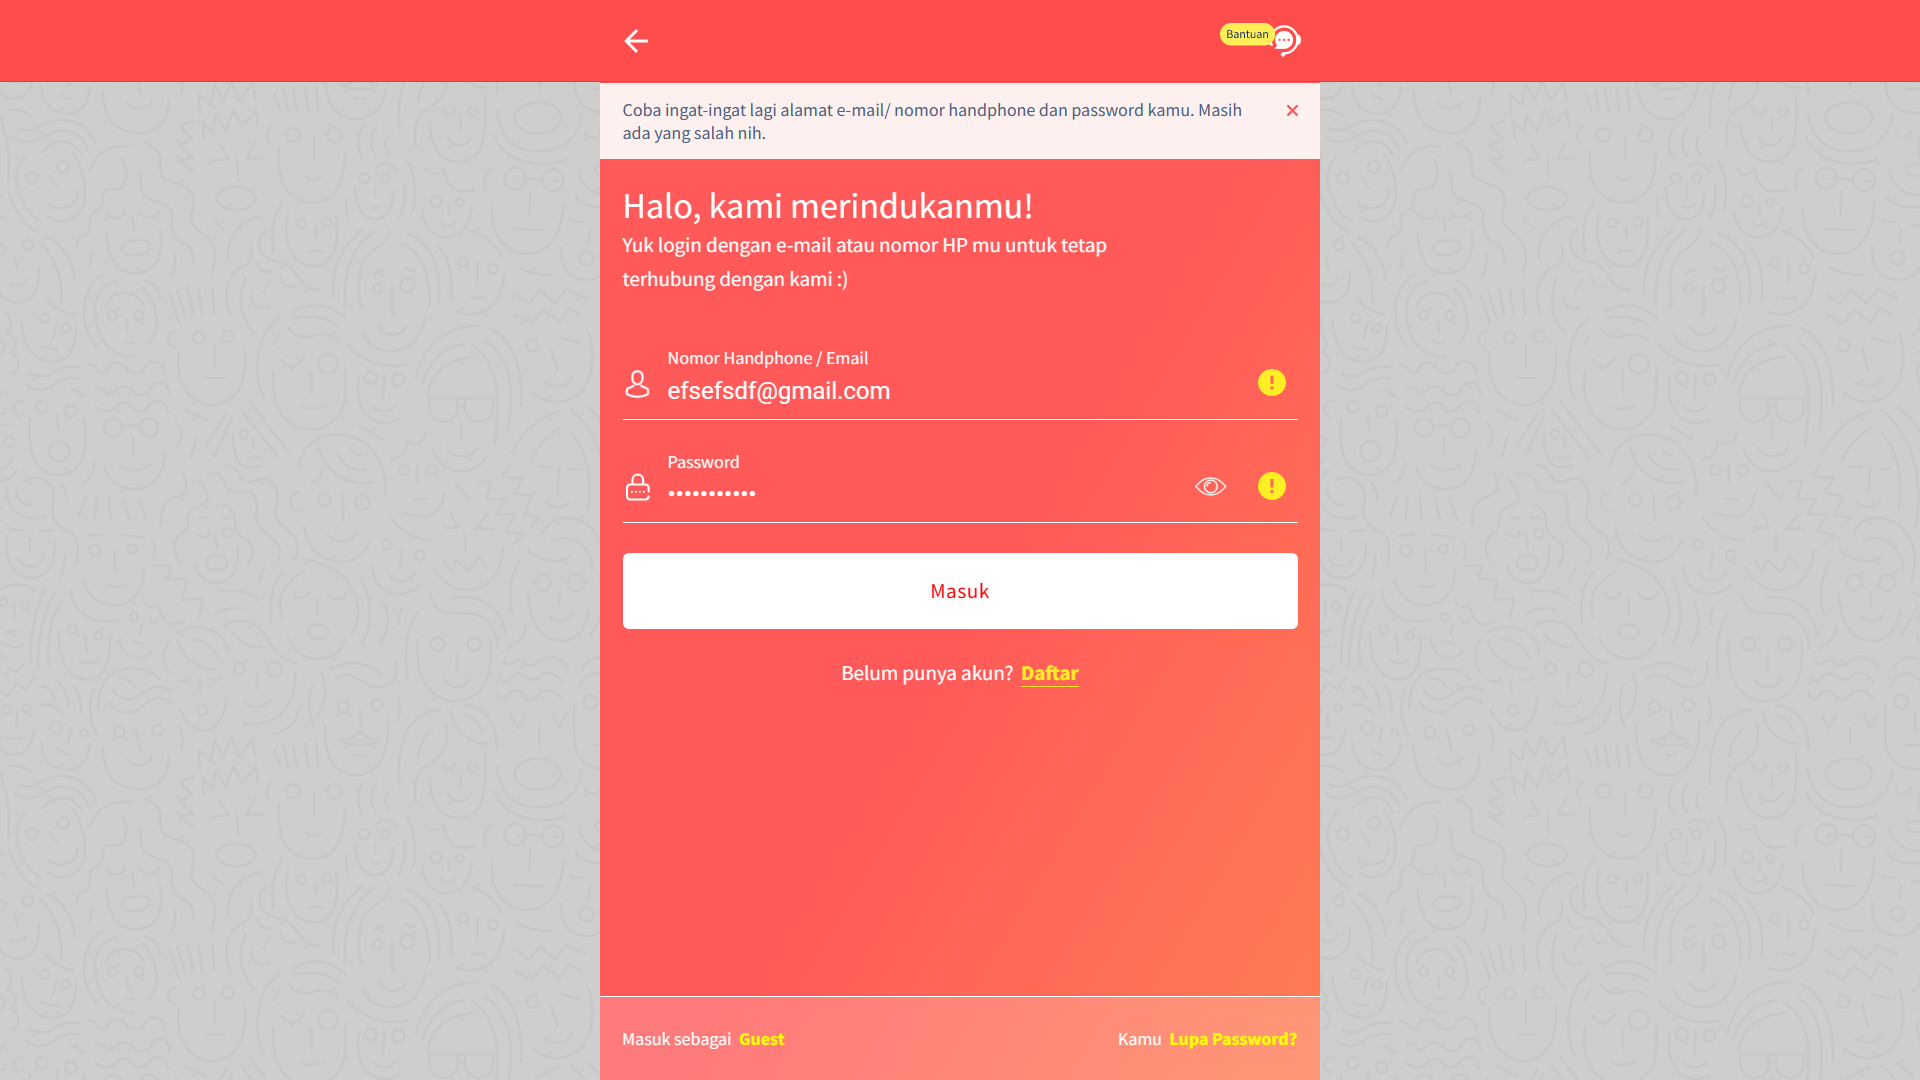 Bantuan
Coba ingat-ingat lagi alamat e-mail/ nomor handphone dan password kamu. Masih
ada yang salah nih.
Halo, kami merindukanmu!
Yuk login dengan e-mail atau nomor HP mu untuk tetap
terhubung dengan kami :)
Nomor Handphone / Email
efsefsdf@gmail.com
Password
•••••••••••
Masuk
Belum punya akun? Daftar
Masuk sebagai Guest
Kamu Lupa Password?